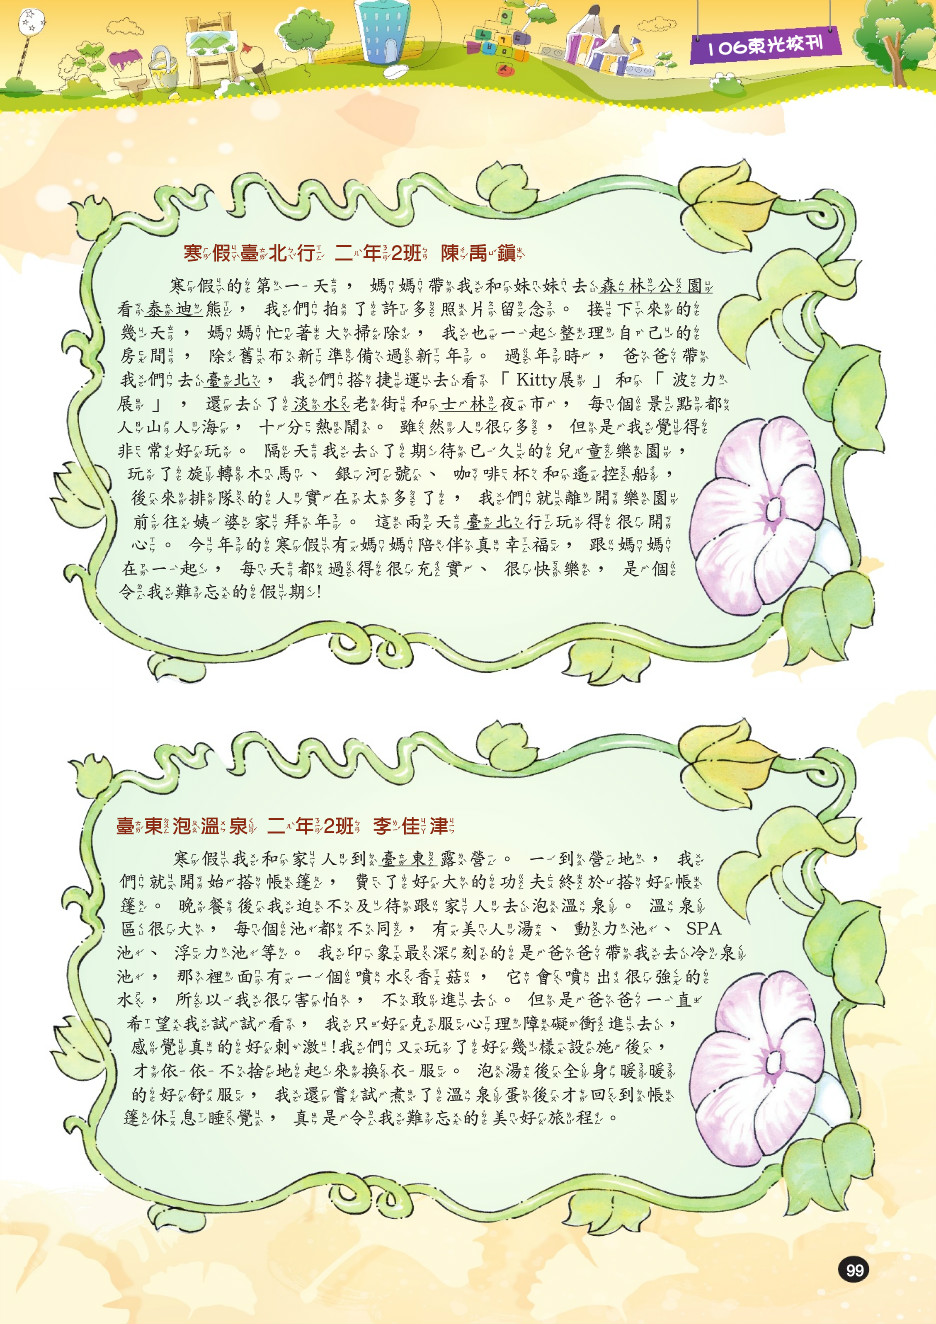 106東光校刊
寒假臺北行 二年2班 陳禹鎭
寒假的第一天，媽媽帶我和妹妹去森林公園
看泰迪熊，我們拍了許多照片留念。接下來的
幾天，媽媽忙著大掃除，我也一起整理自己的
房間，除舊布新準備過新年。過年時，爸爸帶
我們去臺北，我們搭捷運去看「Kitty展」和「波力
展」，還去了淡水老街和士林夜市，每個景點都
人山人海，十分熱鬧。雖然人很多，但是我覺得
非常好玩。隔天我去了期待已久的兒童樂園，
玩了旋轉木馬、銀河號、咖啡杯和遙控船，
後來排隊的人實在太多了，我們就離開樂園
前往姨婆家拜年。這兩天臺北行玩得很開
心。今年的寒假有媽媽陪伴真幸福，跟媽媽
在一起，每天都過得很充實、很快樂，是個
令我難忘的假期！
臺東泡溫泉 二年2班 李佳津
寒假我和家人到臺東露營。一到營地，我
們就開始搭帳篷，費了好大的功夫終於搭好帳
篷。晚餐後我迫不及待跟家人去泡溫泉。溫泉
區很大，每個池都不同，有美人湯、動力池、SPA
池、浮力池等。我印象最深刻的是爸爸帶我去冷泉
池，那裡面有一個噴水香菇，它會噴出很強的
水，所以我很害怕，不敢進去。但是爸爸一直
希望我試試看，我只好克服心理障礙衝進去，
感覺真的好刺激！我們又玩了好幾樣設施後，
才依依不捨地起來換衣服。泡湯後全身暖暖
的好舒服，我還嘗試煮了溫泉蛋後才回到帳
篷休息睡覺，真是令我難忘的美好旅程。
99